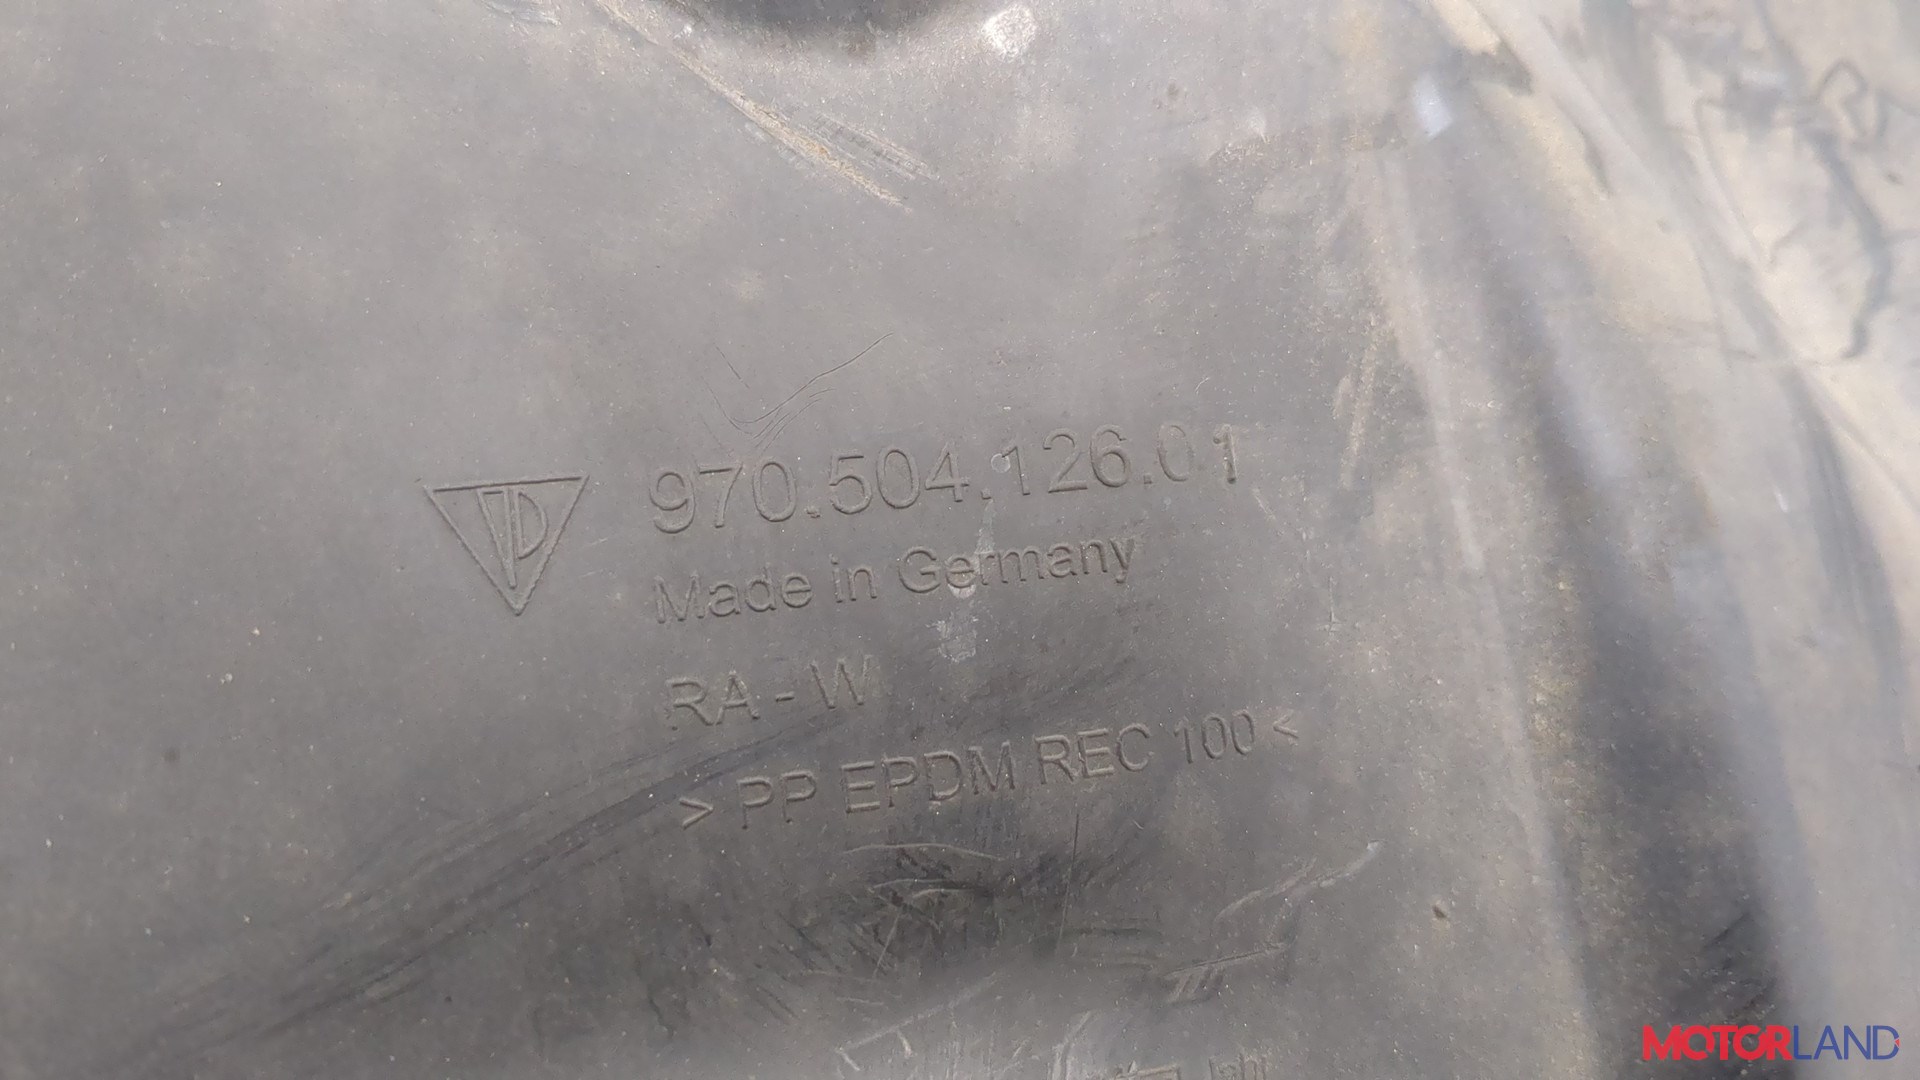 970.504.126.01
Made in Germany
RA - W
> PP EPDM REC 100 <
MOTORLAND